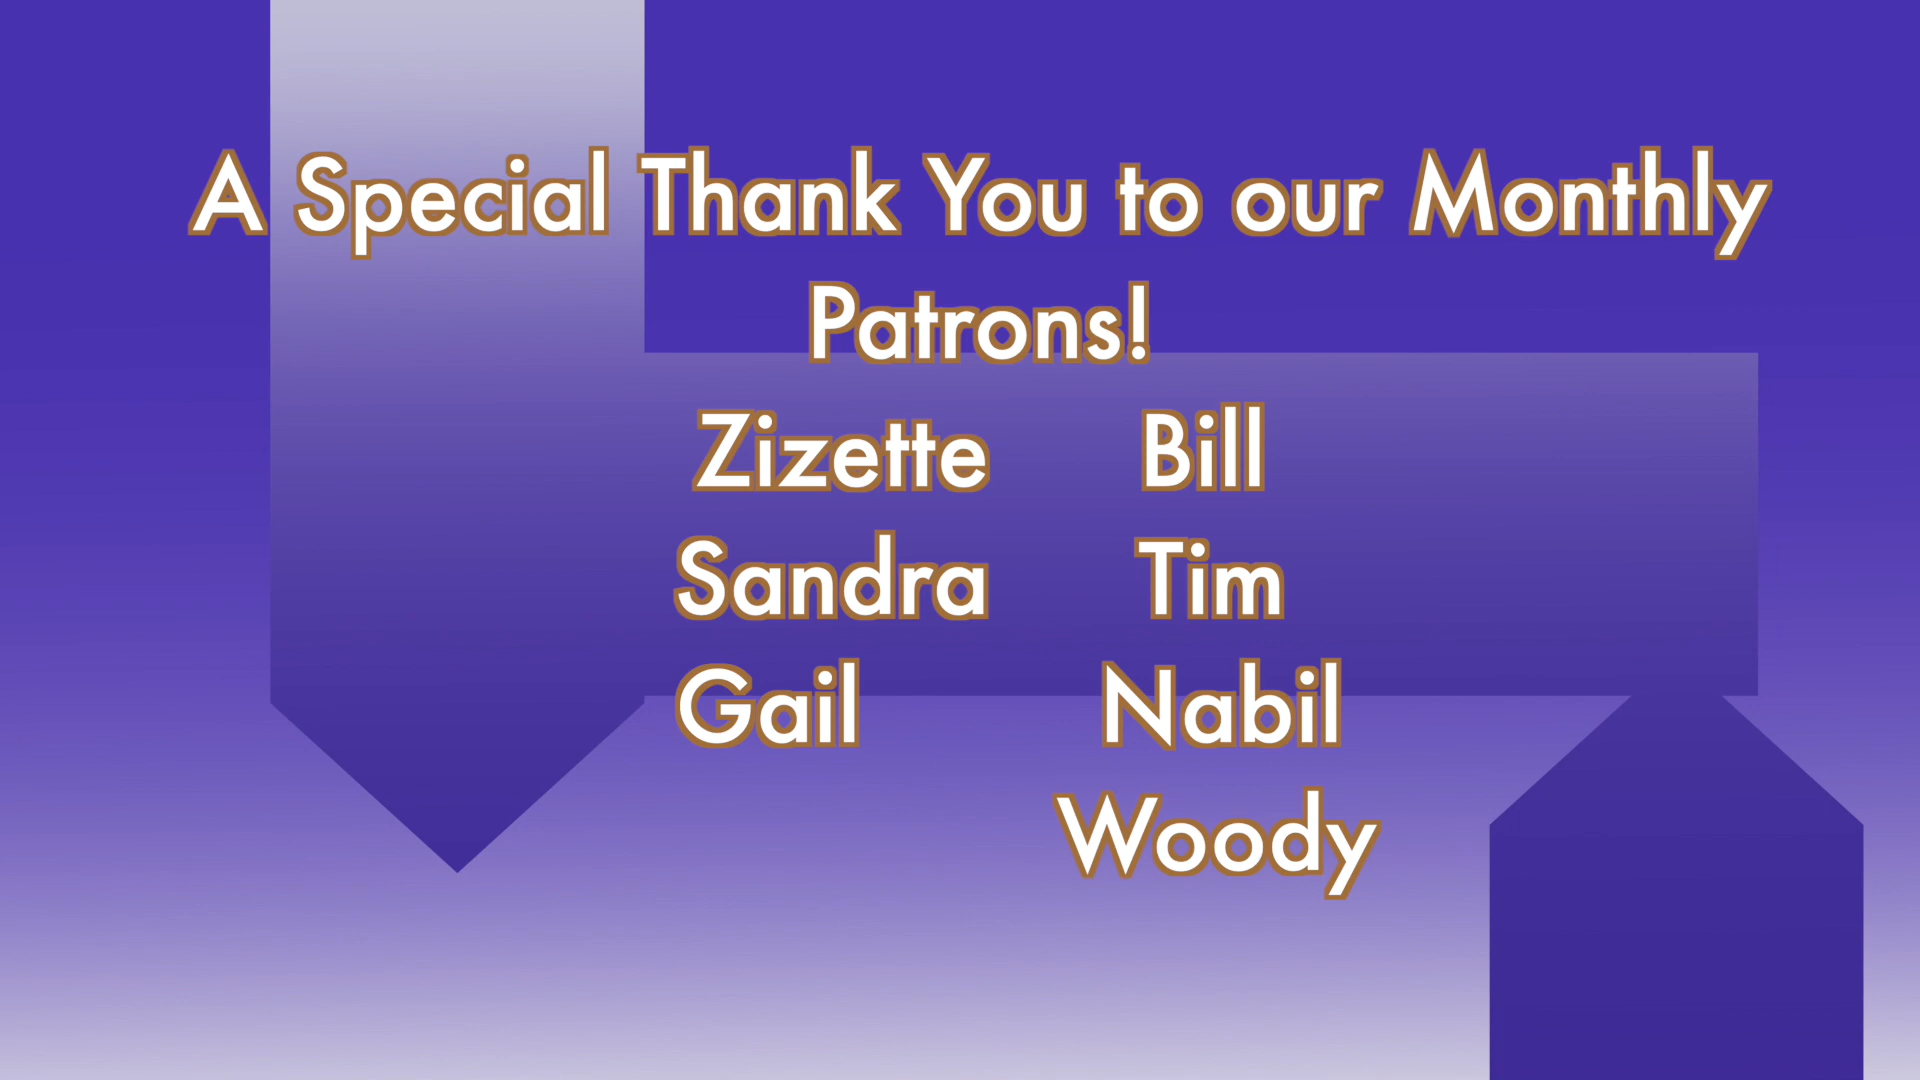 A Special Thank You to our Monthly
Patrons!
Zizette Bill
Sandra Tim
Gail Nabil
Woody